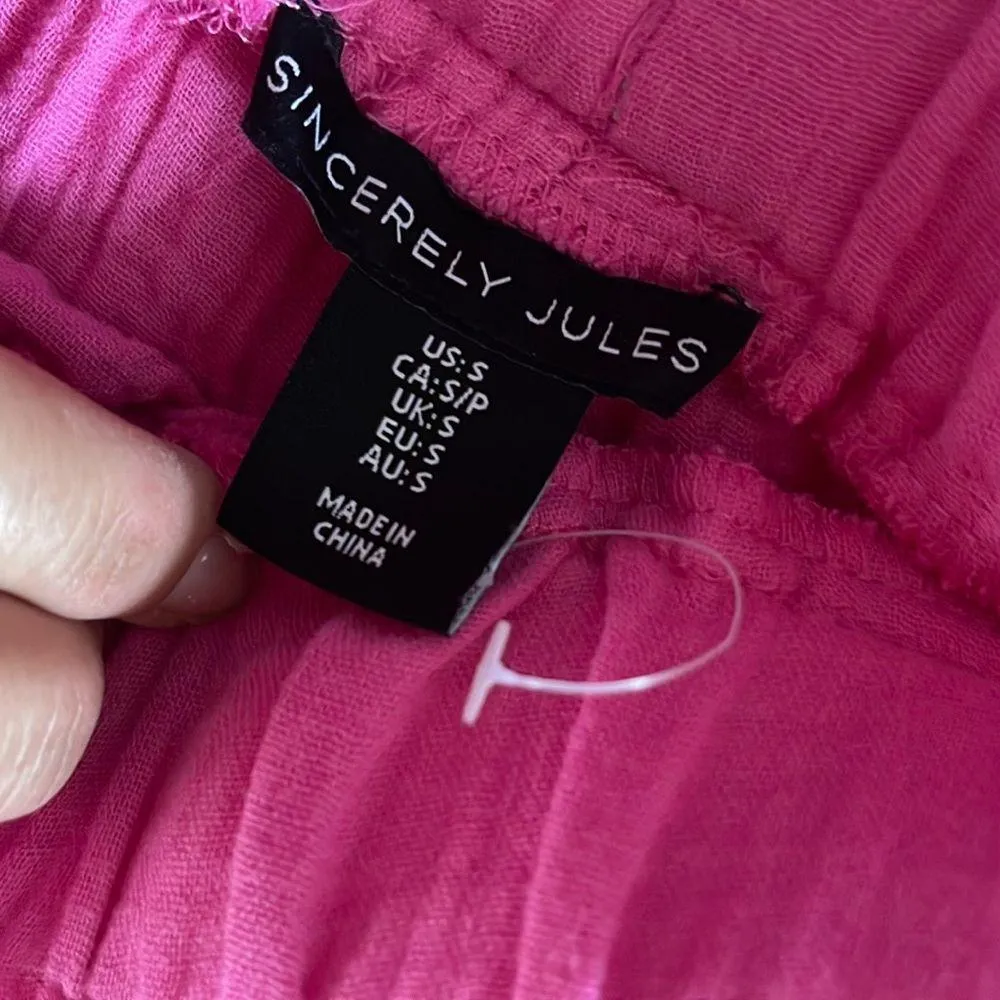 SINCERELY JULES
US: S
CA: S/P
UK: S
EU: S
AU: S
MADE IN
CHINA